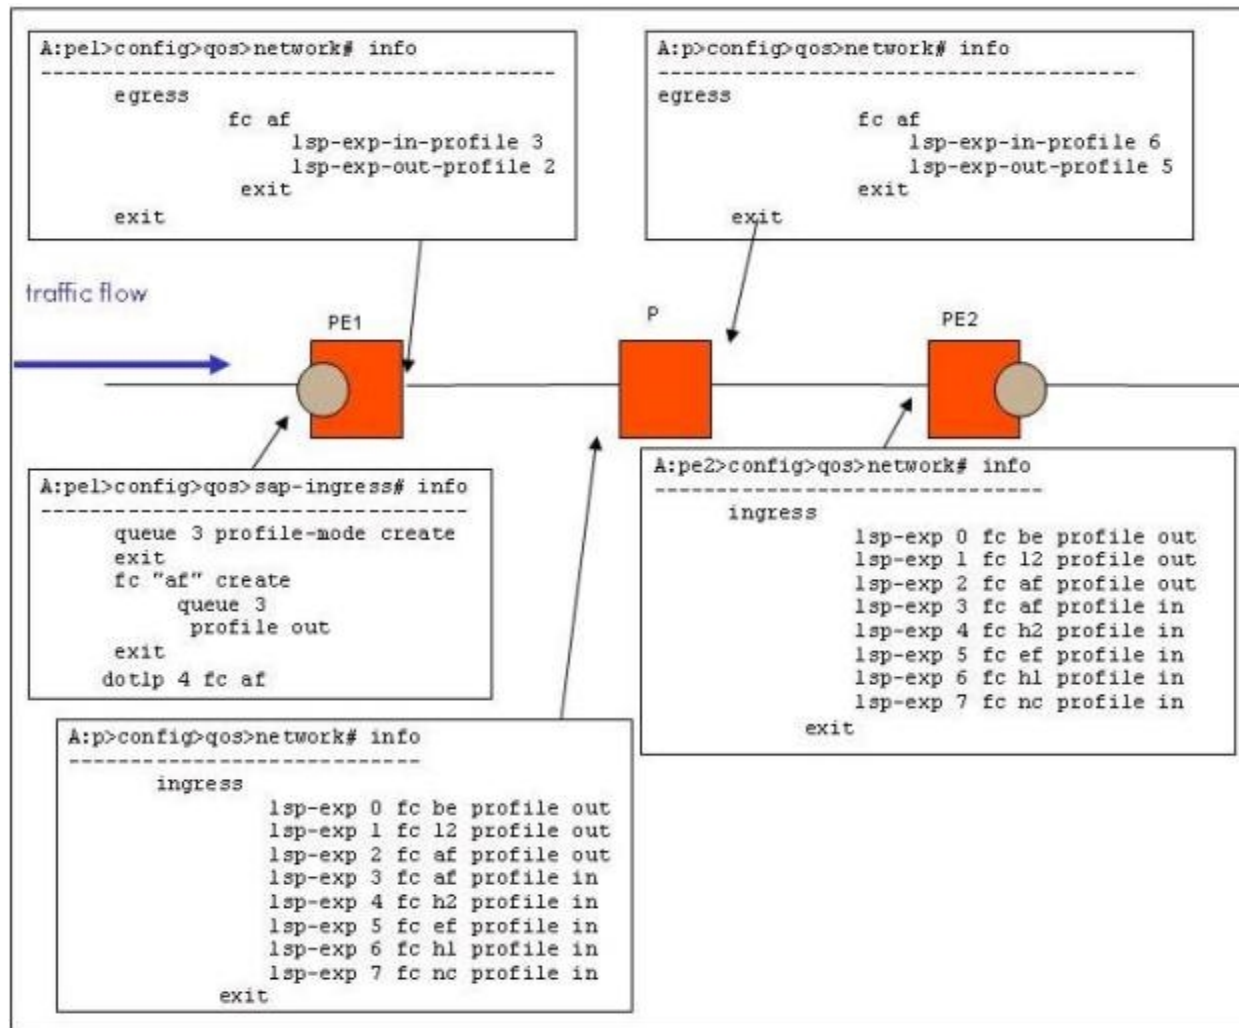 A:pe1>config>qos>network# info
-----------------------------------------
egress
fc af
lsp-exp-in-profile 3
lsp-exp-out-profile 2
exit
exit
A:p>config>qos>network# info
--------------------------------------
egress
fc af
lsp-exp-in-profile 6
lsp-exp-out-profile 5
exit
exit
traffic flow
PE1
P
PE2
A:pe1>config>qos>sap-ingress# info
----------------------------------
queue 3 profile-mode create
exit
fc "af" create
queue 3
profile out
exit
dot1p 4 fc af
A:pe2>config>qos>network# info
-------------------------------
ingress
lsp-exp 0 fc be profile out
lsp-exp 1 fc l2 profile out
lsp-exp 2 fc af profile out
lsp-exp 3 fc af profile in
lsp-exp 4 fc h2 profile in
lsp-exp 5 fc ef profile in
lsp-exp 6 fc h1 profile in
lsp-exp 7 fc nc profile in
exit
A:p>config>qos>network# info
----------------------------
ingress
lsp-exp 0 fc be profile out
lsp-exp 1 fc l2 profile out
lsp-exp 2 fc af profile out
lsp-exp 3 fc af profile in
lsp-exp 4 fc h2 profile in
lsp-exp 5 fc ef profile in
lsp-exp 6 fc h1 profile in
lsp-exp 7 fc nc profile in
exit